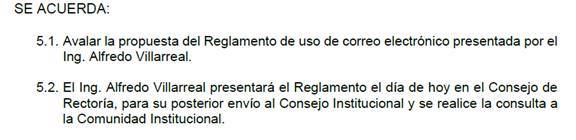 SE ACUERDA:
5.1. Avalar la propuesta del Reglamento de uso de correo electrónico presentada por el
Ing. Alfredo Villarreal.
5.2. El Ing. Alfredo Villarreal presentará el Reglamento el día de hoy en el Consejo de
Rectoría, para su posterior envío al Consejo Institucional y se realice la consulta a
la Comunidad Institucional.